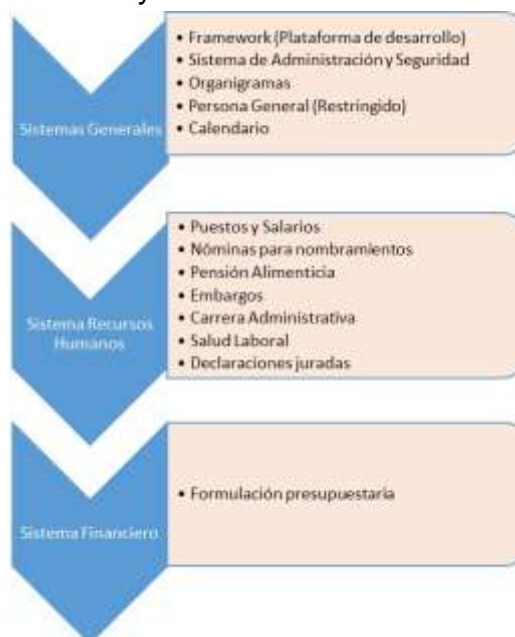 y
Sistemas Generales
• Framework (Plataforma de desarrollo)
• Sistema de Administración y Seguridad
• Organigramas
• Persona General (Restringido)
• Calendario
Sistema Recursos
Humanos
• Puestos y Salarios
• Nóminas para nombramientos
• Pensión Alimenticia
• Embargos
• Carrera Administrativa
• Salud Laboral
• Declaraciones juradas
Sistema Financiero
• Formulación presupuestaria